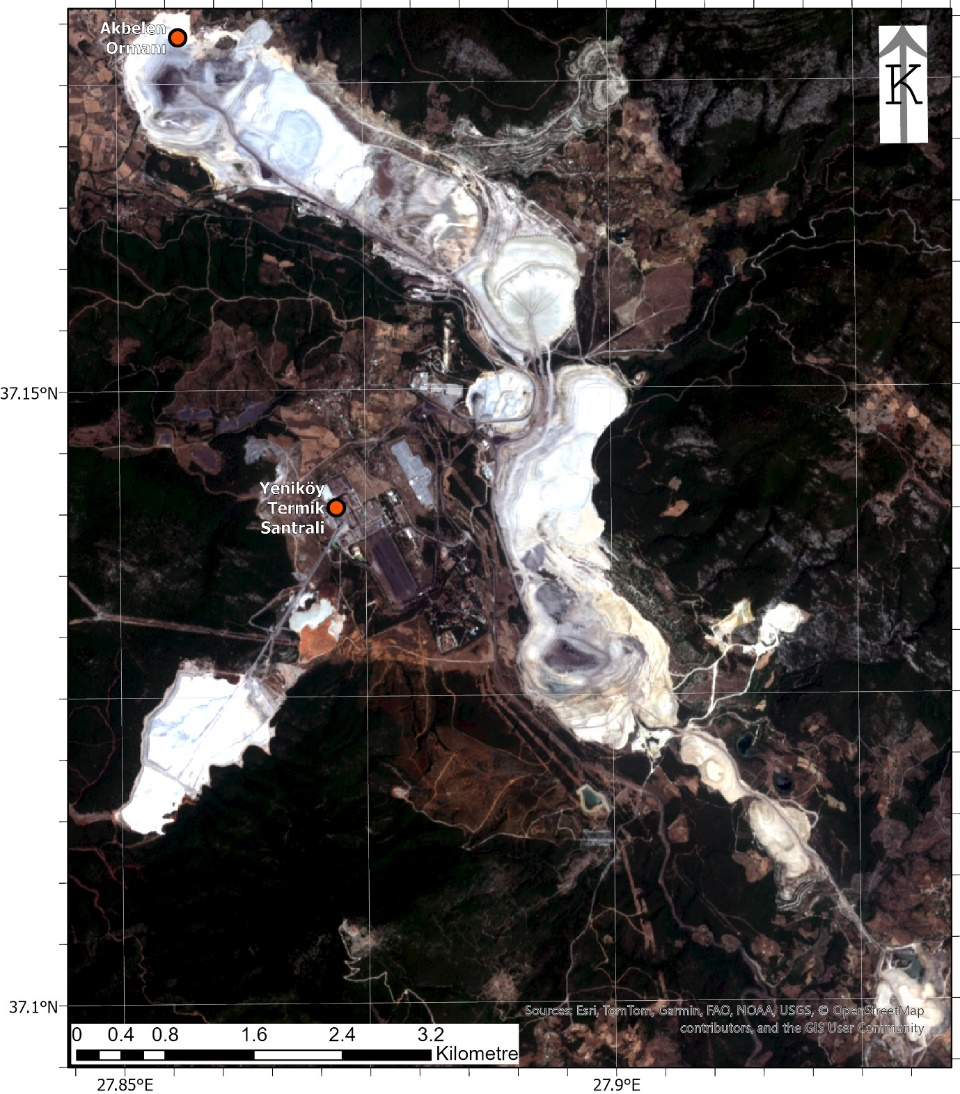 Akbelen
Ormanı
K
37.15°N
Yeniköy
Termik
Santrali
37.1°N
Sources: Esri, TomTom, Garmin, FAO, NOAA, USGS, © OpenStreetMap
contributors, and the GIS User Community
0 0.4 0.8 1.6 2.4 3.2
Kilometre
27.85°E 27.9°E